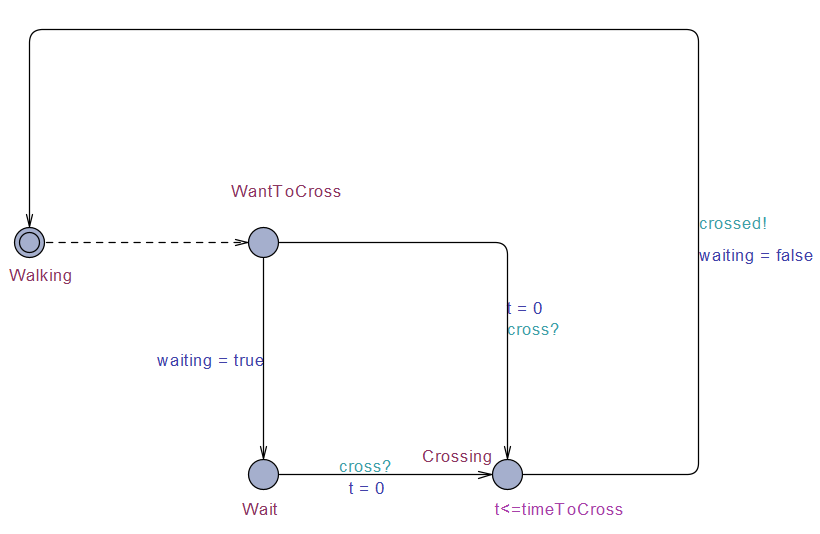 WantToCross
crossed!
Walking
waiting = false
t = 0
cross?
waiting = true
Crossing
cross?
t = 0
Wait
t<=timeToCross